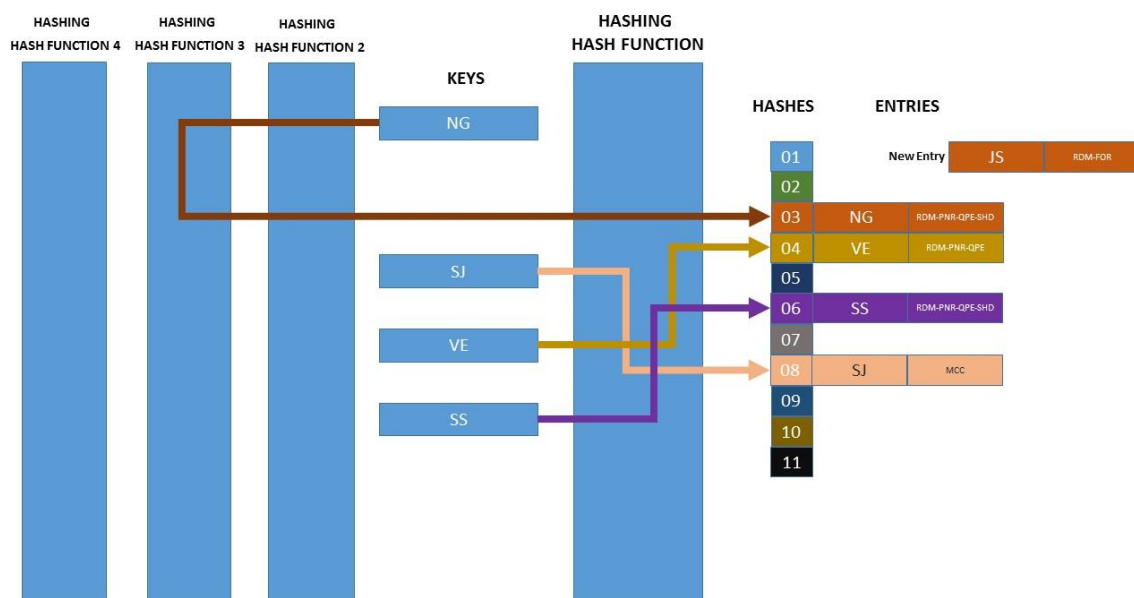 HASHING
HASH FUNCTION 4
HASHING
HASH FUNCTION 3
HASHING
HASH FUNCTION 2
HASHING
HASH FUNCTION
KEYS
NG
SJ
VE
SS
HASHES
ENTRIES
01
New Entry
JS
RDM-FOR
02
03
NG
RDM-PNR-QPE-SHD
04
VE
RDM-PNR-QPE
05
06
SS
RDM-PNR-QPE-SHD
07
08
SJ
MCC
09
10
11